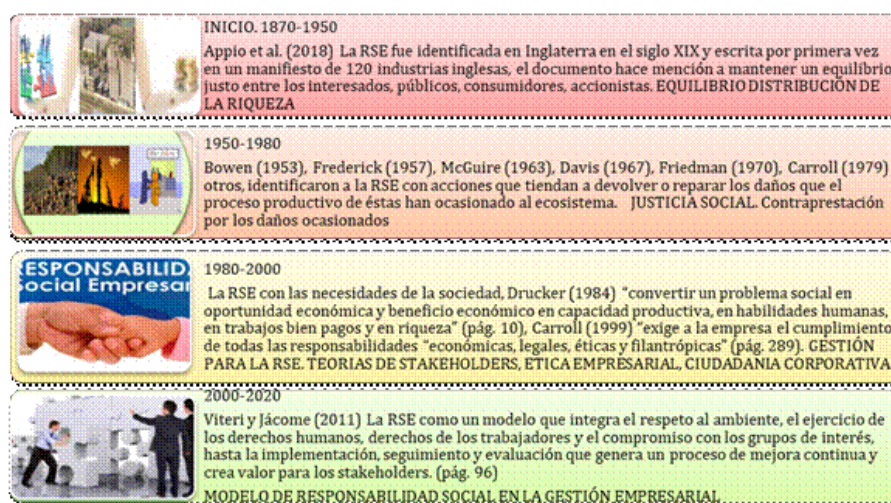 INICIO. 1870-1950
Appio et al. (2018) La RSE fue identificada en Inglaterra en el siglo XIX y escrita por primera vez
en un manifiesto de 120 industrias inglesas, el documento hace mención a mantener un equilibrio
justo entre los interesados, públicos, consumidores, accionistas. EQUILIBRIO DISTRIBUCIÓN DE
LA RIQUEZA
1950-1980
Bowen (1953), Frederick (1957), McGuire (1963), Davis (1967), Friedman (1970), Carroll (1979)
otros, identificaron a la RSE con acciones que tiendan a devolver o reparar los daños que el
proceso productivo de éstas han ocasionado al ecosistema. JUSTICIA SOCIAL. Contraprestación
por los daños ocasionados
RESPONSABILID
Social Empresar
1980-2000
La RSE con las necesidades de la sociedad, Drucker (1984) "convertir un problema social en
oportunidad económica y beneficio económico en capacidad productiva, en habilidades humanas,
en trabajos bien pagos y en riqueza" (pág. 10), Carroll (1999) "exige a la empresa el cumplimiento
de todas las responsabilidades "económicas, legales, éticas y filantrópicas" (pág. 289). GESTIÓN
PARA LA RSE. TEORIAS DE STAKEHOLDERS, ETICA EMPRESARIAL, CIUDADANIA CORPORATIVA
2000-2020
Viteri y Jácome (2011) La RSE como un modelo que integra el respeto al ambiente, el ejercicio de
los derechos humanos, derechos de los trabajadores y el compromiso con los grupos de interés,
hasta la implementación, seguimiento y evaluación que genera un proceso de mejora continua y
crea valor para los stakeholders. (pág. 96)
MODELO DE RESPONSABILIDAD SOCIAL EN LA GESTIÓN EMPRESARIAL